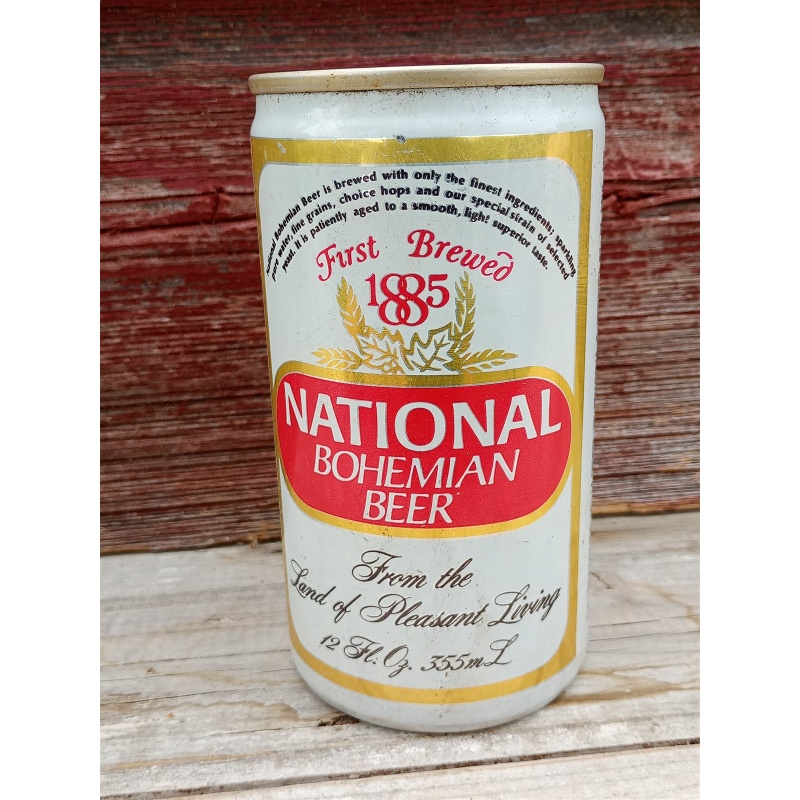 National Bohemian Beer is brewed with only the finest ingredients; sparkling
pure water, fine grains, choice hops and our special strain of selected
yeast. It is patiently aged to a smooth, light superior taste.
First Brewed
1885
NATIONAL
BOHEMIAN
BEER
From the
Land of Pleasant Living
12 Fl. Oz. 355mL